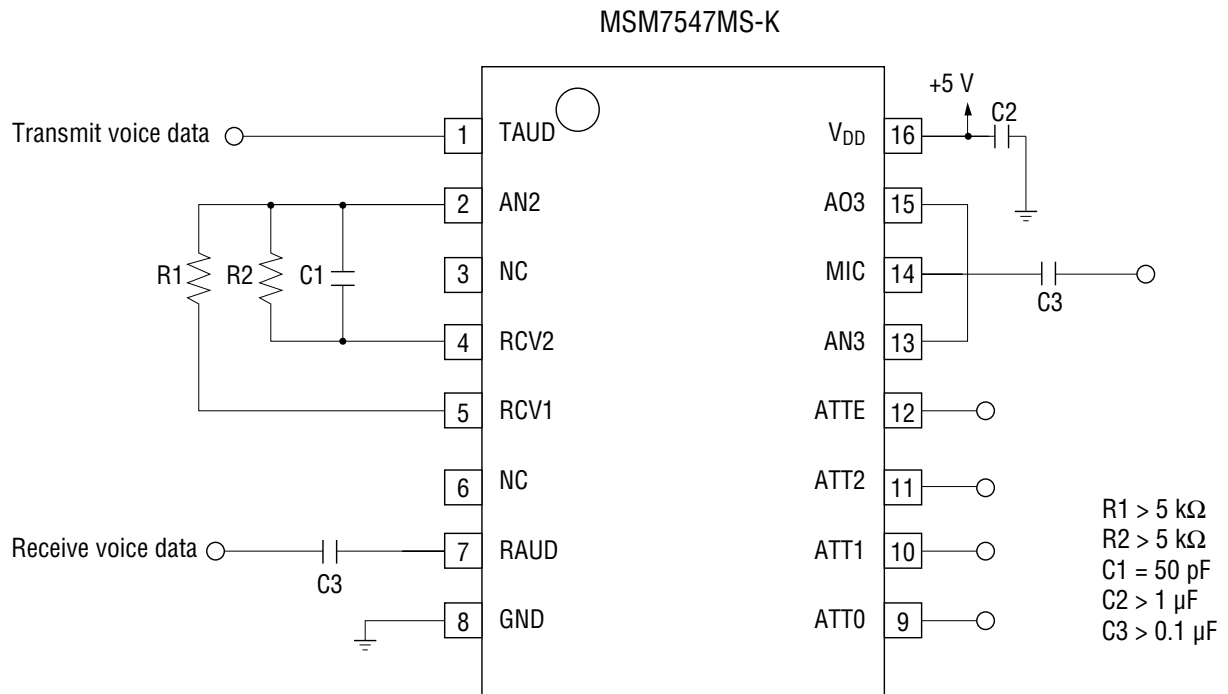 MSM7547MS-K
Transmit voice data
1 TAUD
2 AN2
3 NC
4 RCV2
5 RCV1
6 NC
Receive voice data
7 RAUD
8 GND
R1
R2
C1
C3
+5 V
C2
VDD 16
AO3 15
MIC 14
C3
AN3 13
ATTE 12
ATT2 11
ATT1 10
ATT0 9
R1 > 5 kΩ
R2 > 5 kΩ
C1 = 50 pF
C2 > 1 µF
C3 > 0.1 µF